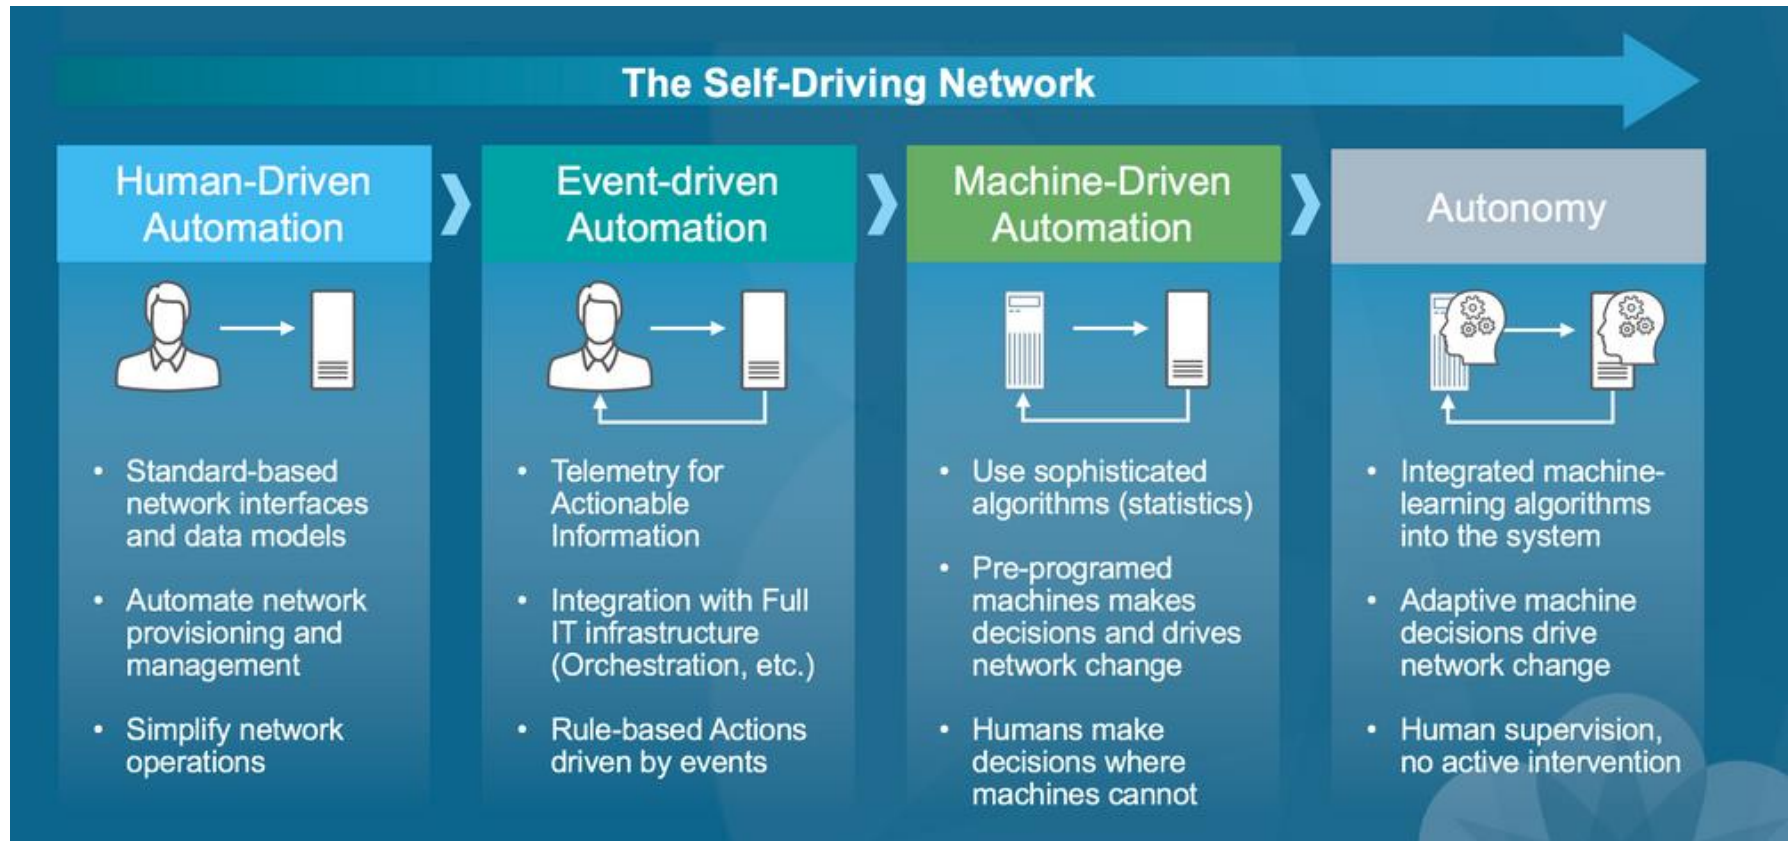 The Self-Driving Network
Human-Driven
Automation
• Standard-based
network interfaces
and data models
• Automate network
provisioning and
management
• Simplify network
operations
Event-driven
Automation
• Telemetry for
Actionable
Information
• Integration with Full
IT infrastructure
(Orchestration, etc.)
• Rule-based Actions
driven by events
Machine-Driven
Automation
• Use sophisticated
algorithms (statistics)
• Pre-programed
machines makes
decisions and drives
network change
• Humans make
decisions where
machines cannot
Autonomy
• Integrated machine-
learning algorithms
into the system
• Adaptive machine
decisions drive
network change
• Human supervision,
no active intervention